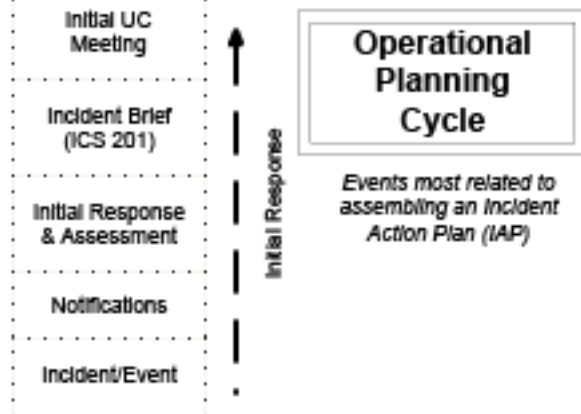 Initial UC
Meeting
Incident Brief
(ICS 201)
Initial Response
& Assessment
Notifications
Incident/Event
Initial Response
Operational
Planning
Cycle
Events most related to
assembling an Incident
Action Plan (IAP)